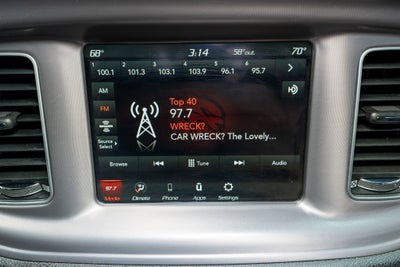 68° 3:14 58°out. 70°
1 2 3 4 5 6
100.1 101.3 103.1 103.9 96.1 95.7
AM
FM
Source
Select
Top 40
97.7
WRECK?
CAR WRECK? The Lovely...
Browse Tune Audio
97.7
Media Climate Phone Apps Settings